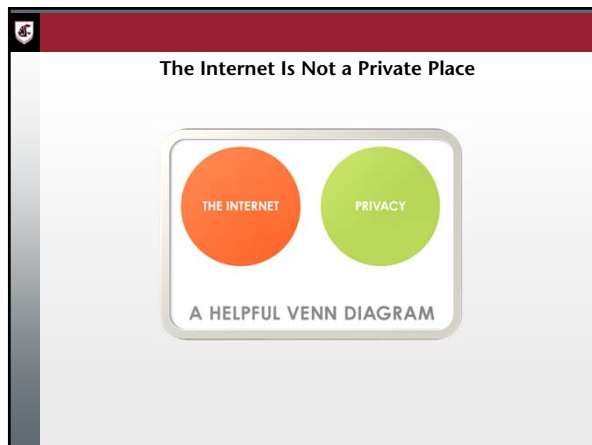 The Internet Is Not a Private Place
THE INTERNET
PRIVACY
A HELPFUL VENN DIAGRAM